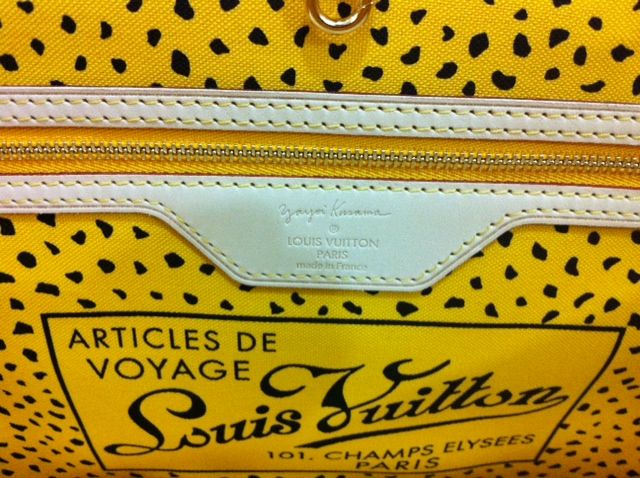 Yayoi Kusama
®
LOUIS VUITTON
PARIS
made in France
ARTICLES DE
VOYAGE
Louis Vuitton
101. CHAMPS ELYSEES
PARIS